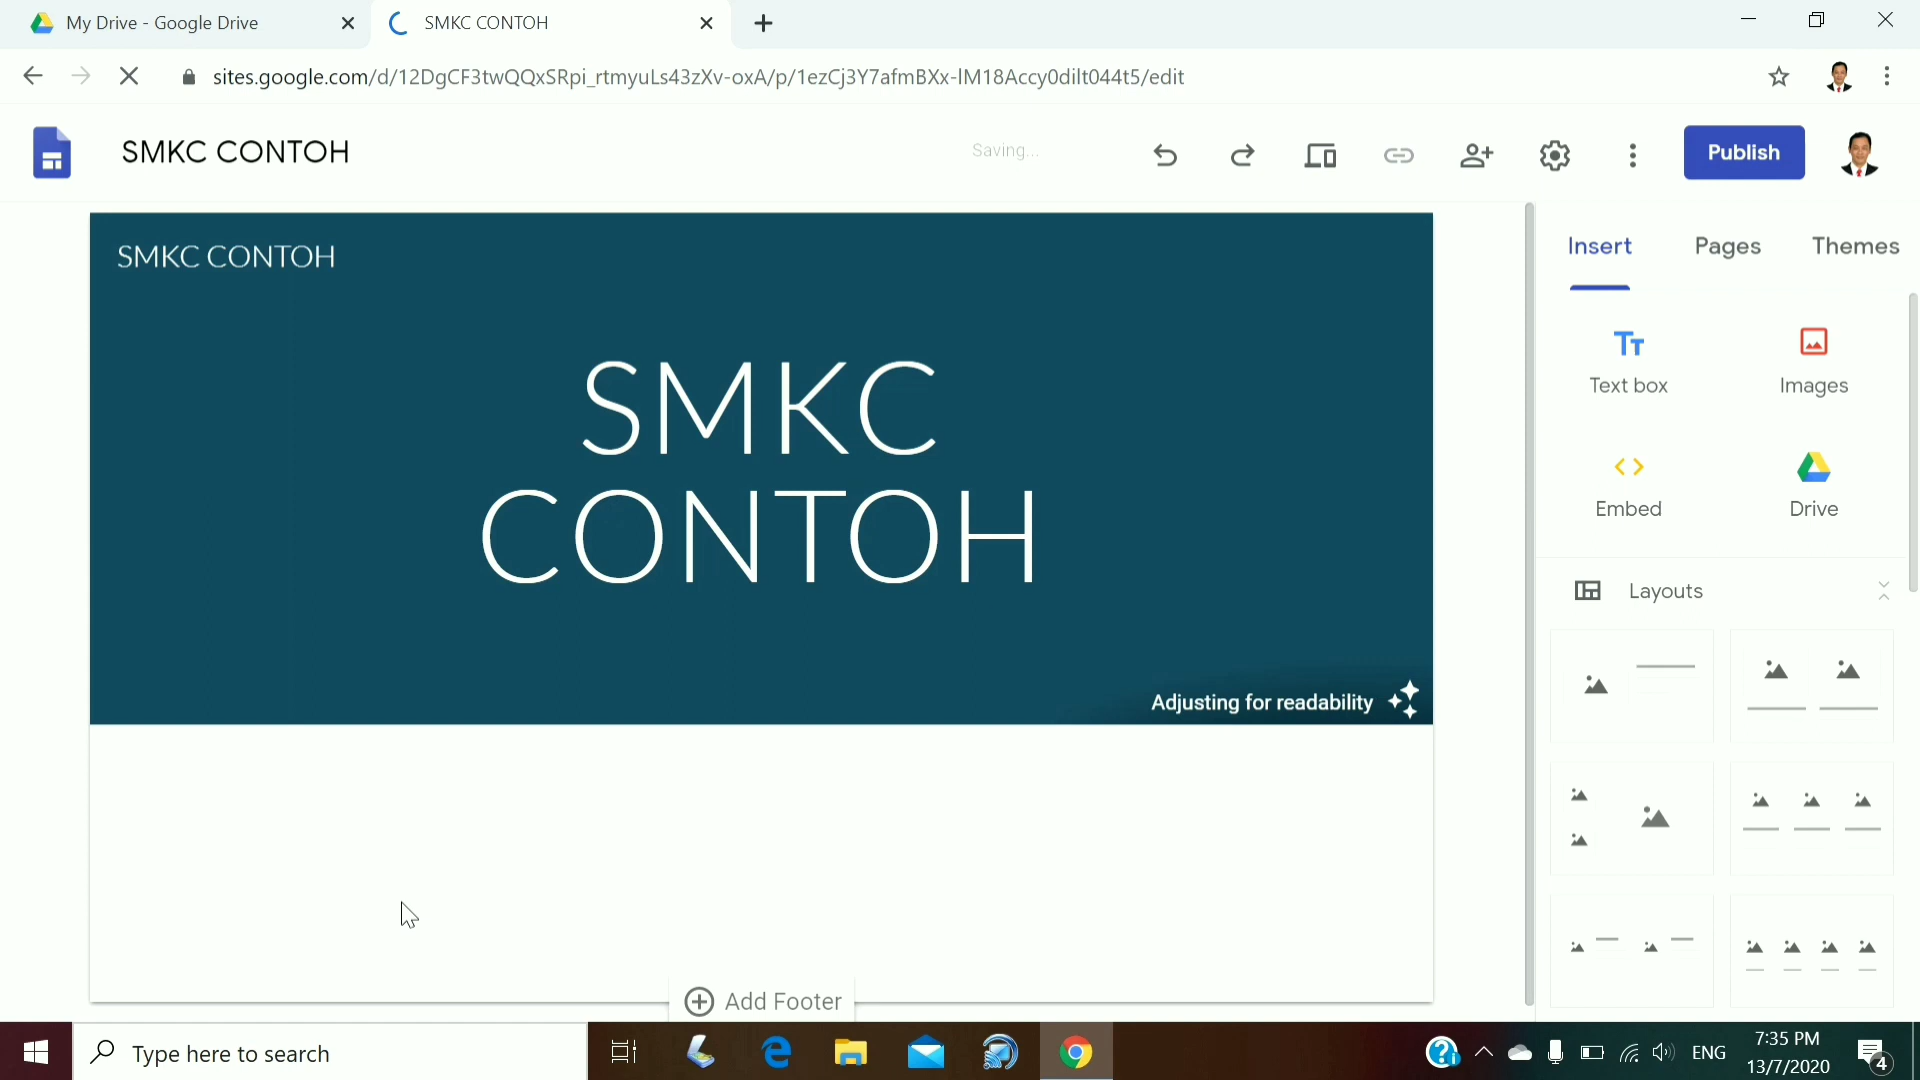 My Drive - Google Drive
SMKC CONTOH
sites.google.com/d/12DgCF3twQQxSRpi_rtmyuLs43zXv-oxA/p/1ezCj3Y7afmBXx-lM18Accy0dilt044t5/edit
SMKC CONTOH
Saving...
Publish
SMKC CONTOH
Insert
Pages
Themes
SMKC
CONTOH
Text box
Images
Embed
Drive
Layouts
Adjusting for readability
Add Footer
Type here to search
ENG
7:35 PM
13/7/2020
4